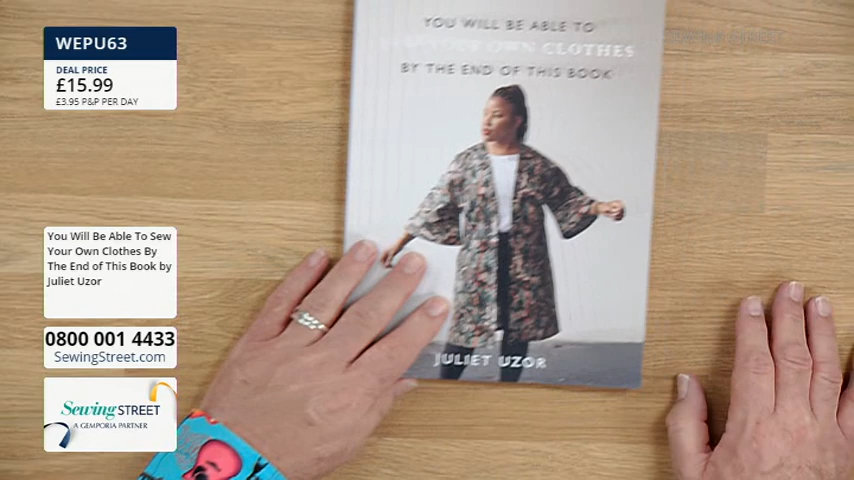 WEPU63
DEAL PRICE
£15.99
£3.95 P&P PER DAY
You Will Be Able To Sew
Your Own Clothes By
The End of This Book by
Juliet Uzor
0800 001 4433
SewingStreet.com
Sewing STREET
A GEMPORIA PARTNER
YOU WILL BE ABLE TO
YOUR OWN CLOTHES
BY THE END OF THIS BOOK
JULIET UZOR